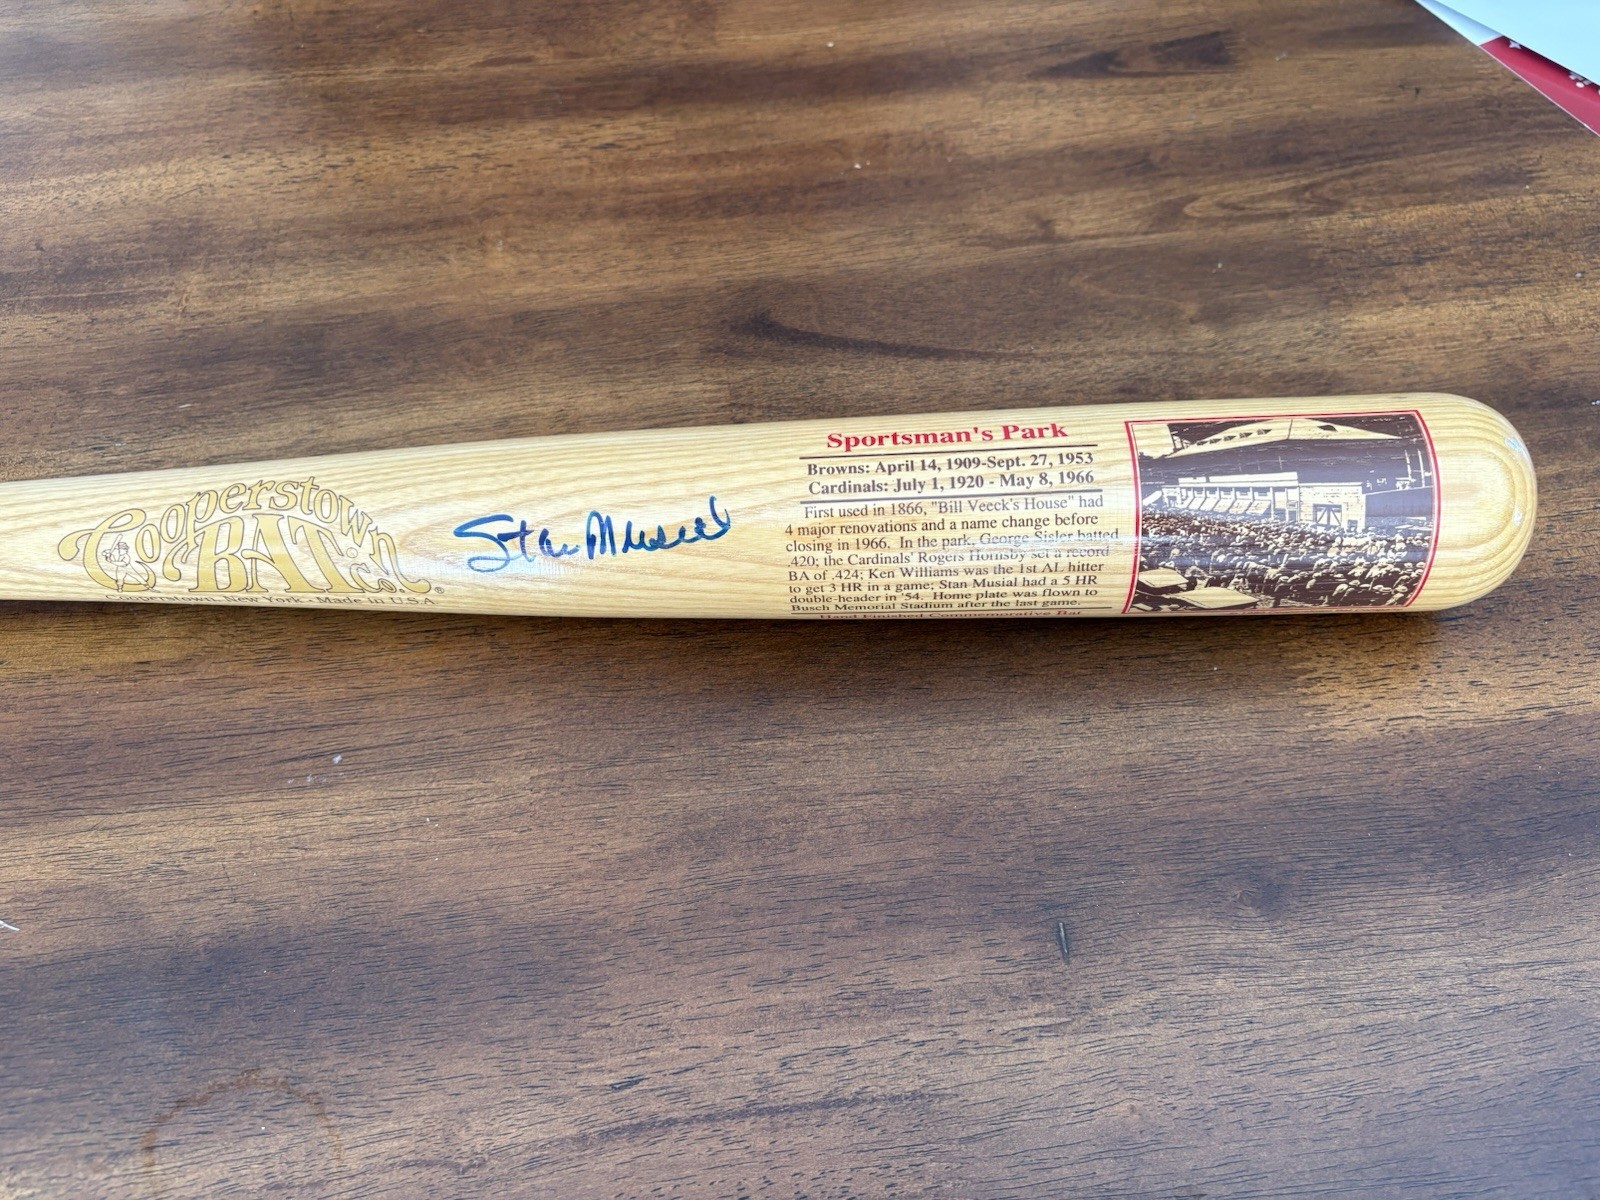 Cooperstown
BAT Co.®
Cooperstown, New York - Made in U.S.A
Stan Musial
Sportsman's Park
Browns: April 14, 1909-Sept. 27, 1953
Cardinals: July 1, 1920 - May 8, 1966
First used in 1866, "Bill Veeck's House" had
4 major renovations and a name change before
closing in 1966. In the park, George Sisler batted
.420; the Cardinals' Rogers Hornsby set a record
BA of .424; Ken Williams was the 1st AL hitter
to get 3 HR in a game; Stan Musial had a 5 HR
double-header in '54. Home plate was flown to
Busch Memorial Stadium after the last game.
Hand Finished Commemorative Bat